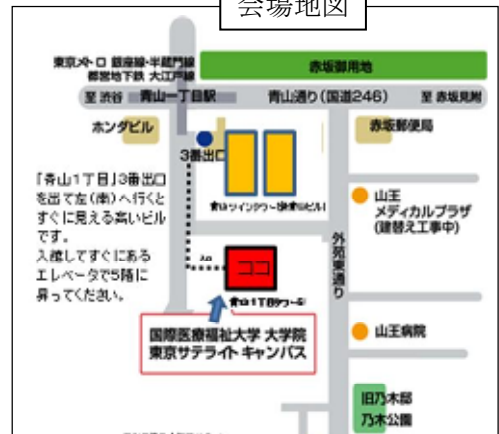 会場地図
東京メトロ 銀座線・半蔵門線
都営地下鉄 大江戸線
赤坂御用地
至 渋谷
青山一丁目駅
青山通り(国道246)
至 赤坂見附
ホンダビル
3番出口
赤坂郵便局
「青山1丁目」3番出口
を出て左(南)へ行くと
すぐに見える高いビル
です。
入館してすぐにある
エレベータで5階に
昇ってください。
山王
メディカルプラザ
(建替え工事中)
外苑東通り
入口
ココ
国際医療福祉大学 大学院
東京サテライト キャンパス
山王病院
旧乃木邸
乃木公園